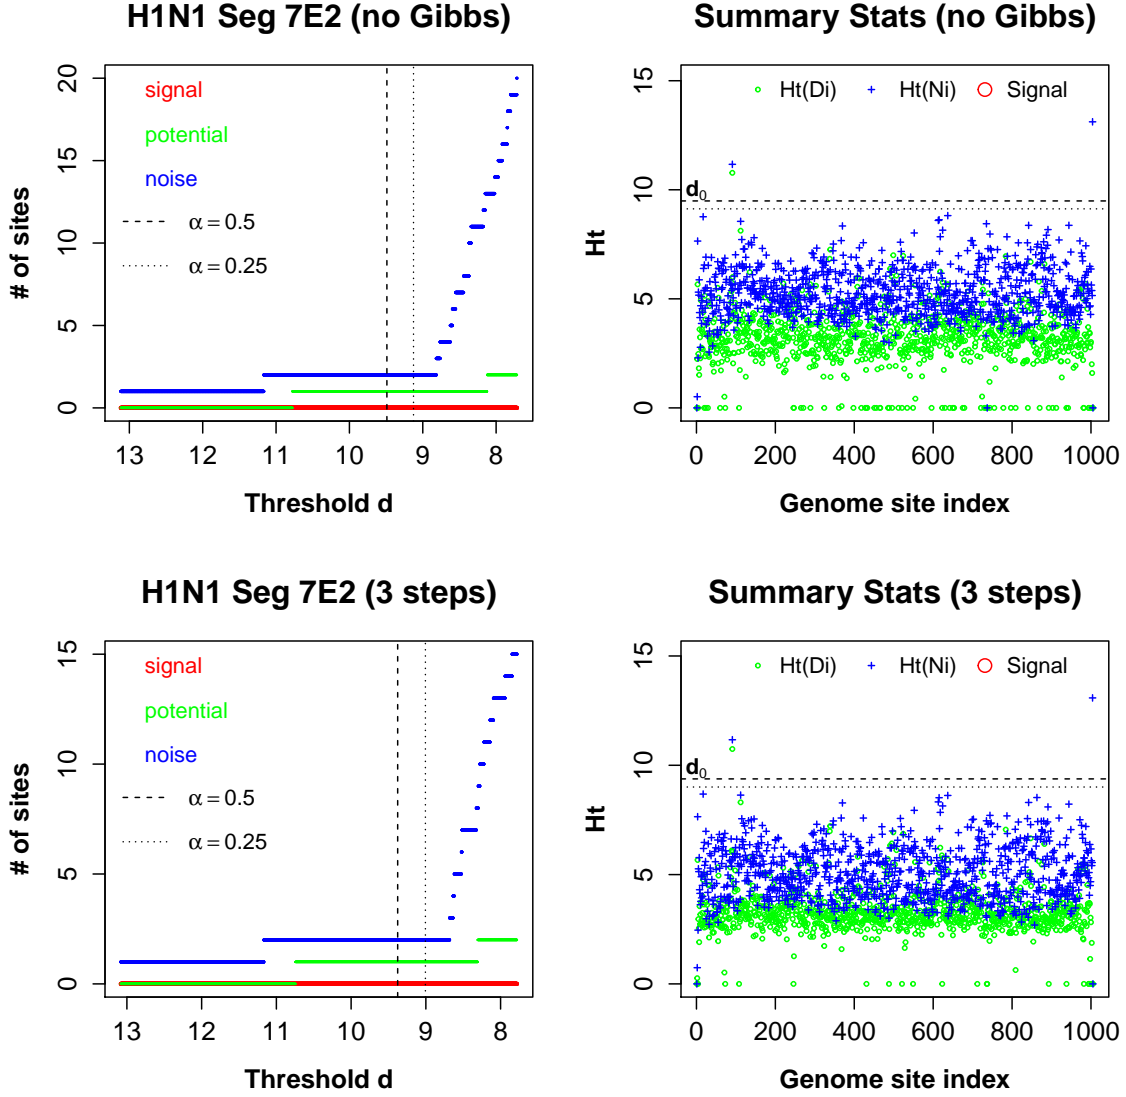 H1N1 Seg 7E2 (no Gibbs)
# of sites
20
15
10
5
0
signal
potential
noise
α = 0.5
α = 0.25
13 12 11 10 9 8
Threshold d
Summary Stats (no Gibbs)
Ht
15
10
5
0
Ht(Di) Ht(Ni) Signal
d0
0 200 400 600 800 1000
Genome site index
H1N1 Seg 7E2 (3 steps)
# of sites
15
10
5
0
signal
potential
noise
α = 0.5
α = 0.25
13 12 11 10 9 8
Threshold d
Summary Stats (3 steps)
Ht
15
10
5
0
Ht(Di) Ht(Ni) Signal
d0
0 200 400 600 800 1000
Genome site index